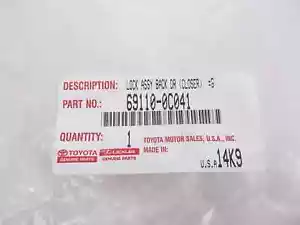 DESCRIPTION: LOCK ASSY BACK DR (CLOSER) =G
PART NO.: 69110-0C041
QUANTITY: 1
TOYOTA MOTOR SALES, U.S.A., INC.
TOYOTA LEXUS MADE IN:
GENUINE PARTS GENUINE PARTS U.S.A 14K9